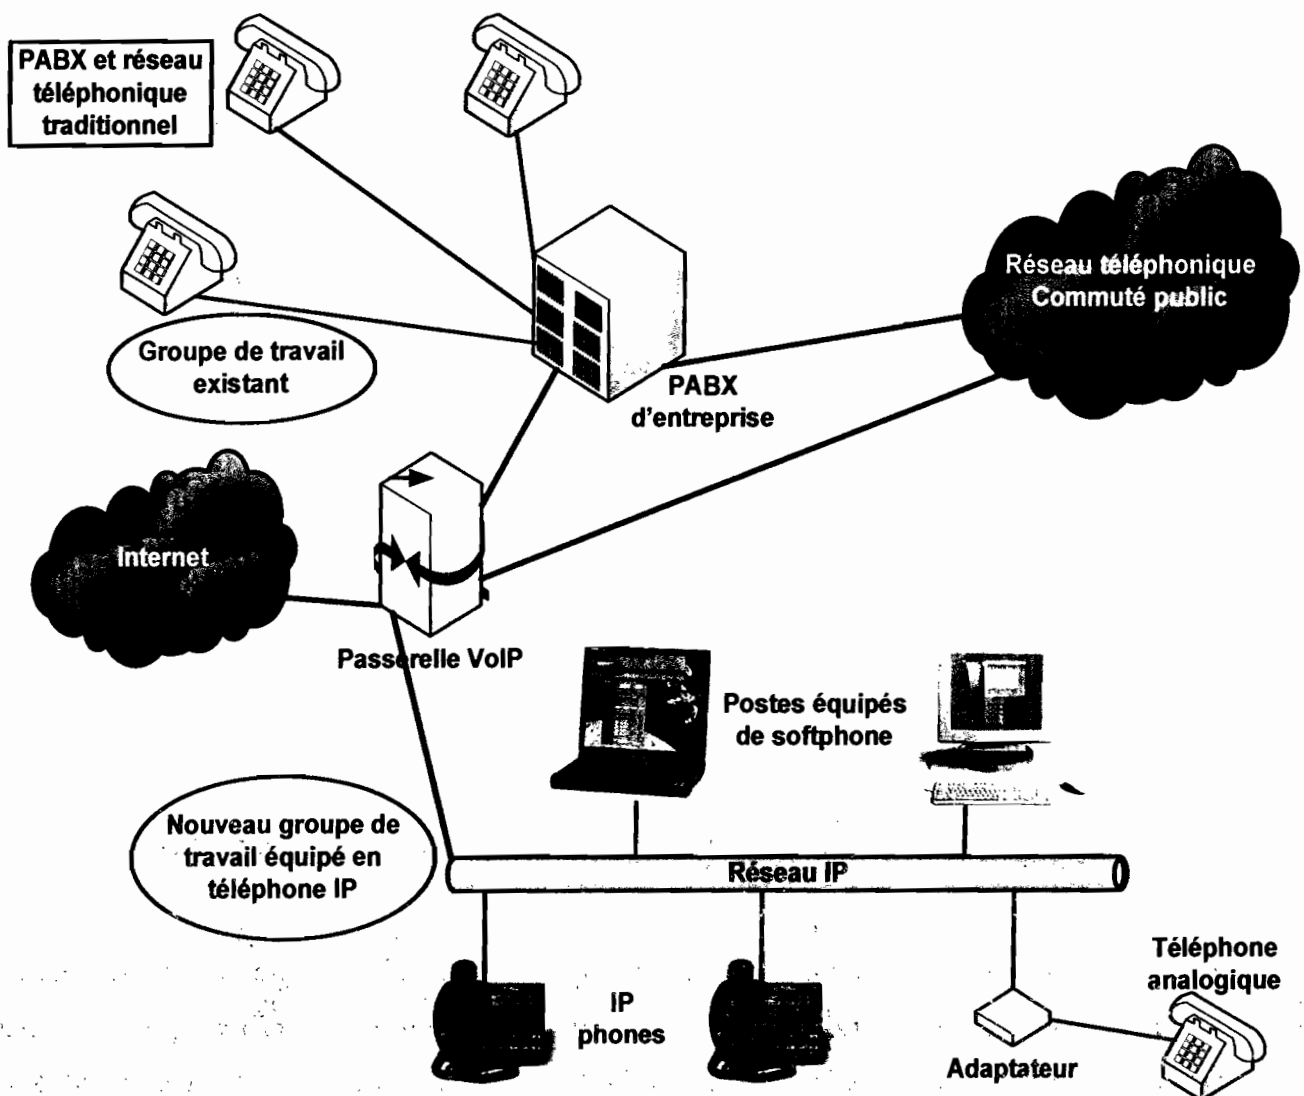 PABX et réseau
téléphonique
traditionnel
Réseau téléphonique
Commuté public
Groupe de travail
existant
PABX
d'entreprise
Internet
Passerelle VoIP
Postes équipés
de softphone
Nouveau groupe de
travail équipé en
téléphone IP
Réseau IP
Téléphone
analogique
IP
phones
Adaptateur